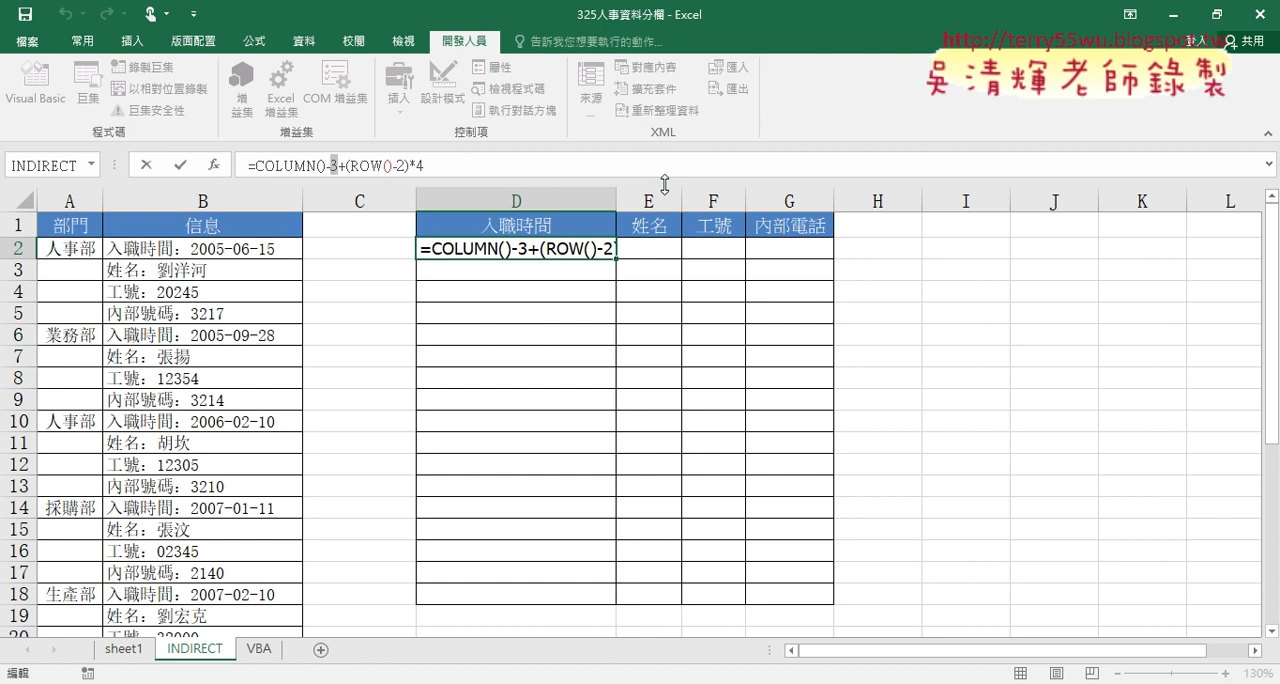 325人事資料分欄 - Excel
檔案 常用 插入 版面配置 公式 資料 校閱 檢視 開發人員 告訴我您想要執行的動作... 登入 共用
http://terry55wu.blogspot.tw
吳清輝老師錄製
Visual Basic 巨集 錄製巨集 以相對位置錄製 巨集安全性 程式碼
增益集 Excel 增益集 COM 增益集 增益集
插入 設計模式 屬性 檢視程式碼 執行對話方塊 控制項
來源... 對應內容 擴充套件 重新整理資料 匯入 匯出 XML
INDIRECT fx =COLUMN()-3+(ROW()-2)*4
A B C D E F G H I J K L
1 部門 信息 入職時間 姓名 工號 內部電話
2 人事部 入職時間：2005-06-15 =COLUMN()-3+(ROW()-2)
3 姓名：劉洋河
4 工號：20245
5 內部號碼：3217
6 業務部 入職時間：2005-09-28
7 姓名：張揚
8 工號：12354
9 內部號碼：3214
10 人事部 入職時間：2006-02-10
11 姓名：胡坎
12 工號：12305
13 內部號碼：3210
14 採購部 入職時間：2007-01-11
15 姓名：張汶
16 工號：02345
17 內部號碼：2140
18 生產部 入職時間：2007-02-10
19 姓名：劉宏克
20
sheet1 INDIRECT VBA
編輯 130%